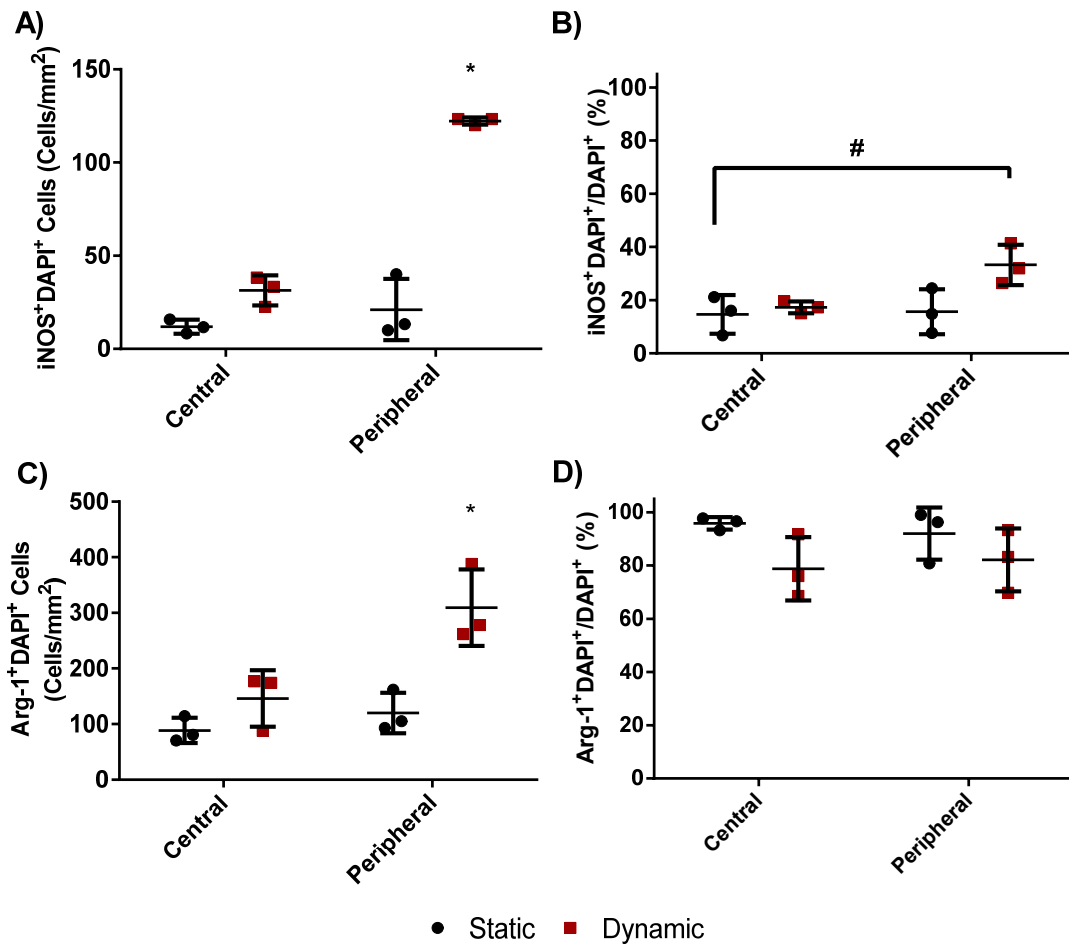 A)
iNOS⁺DAPI⁺ Cells (Cells/mm²)
150
100
50
0
*
Central
Peripheral
B)
iNOS⁺DAPI⁺/DAPI⁺ (%)
100
80
60
40
20
0
#
Central
Peripheral
C)
Arg-1⁺DAPI⁺ Cells
(Cells/mm²)
500
400
300
200
100
0
*
Central
Peripheral
D)
Arg-1⁺DAPI⁺/DAPI⁺ (%)
100
80
60
40
20
0
Central
Peripheral
Static
Dynamic